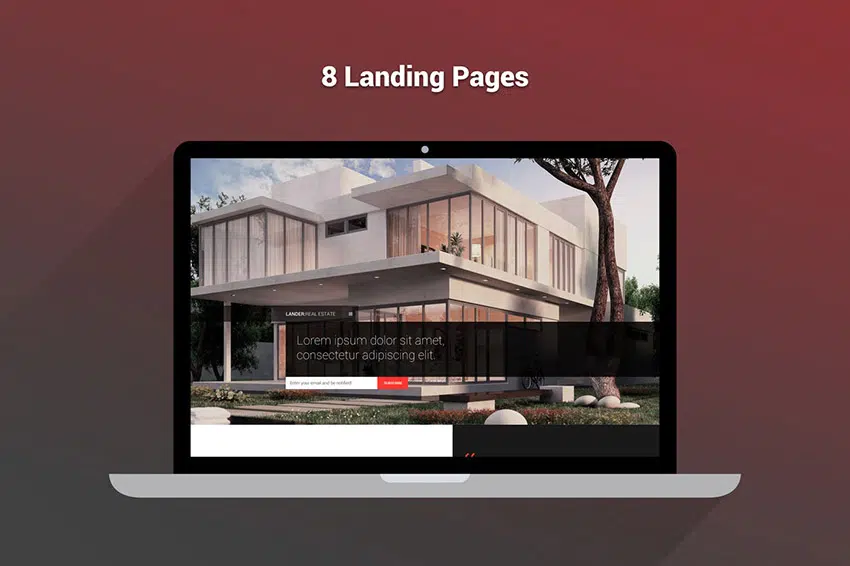 8 Landing Pages
LANDER|REAL ESTATE
Lorem ipsum dolor sit amet,
consectetur adipiscing elit.
Enter your email and be notified!
SUBSCRIBE
“